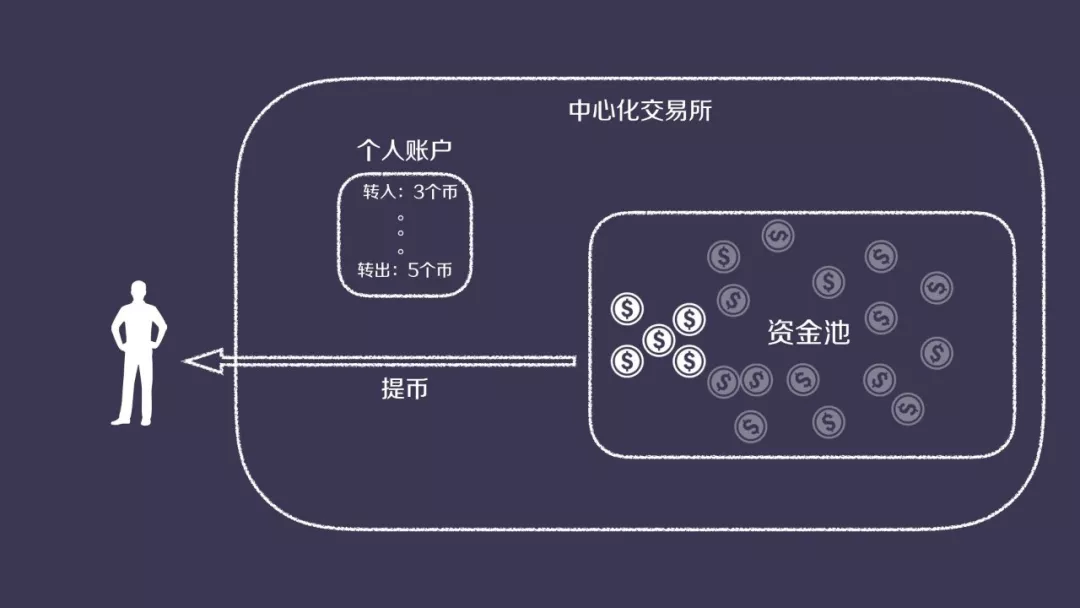 中心化交易所
个人账户
转入：3个币
。
。
。
转出：5个币
资金池
提币